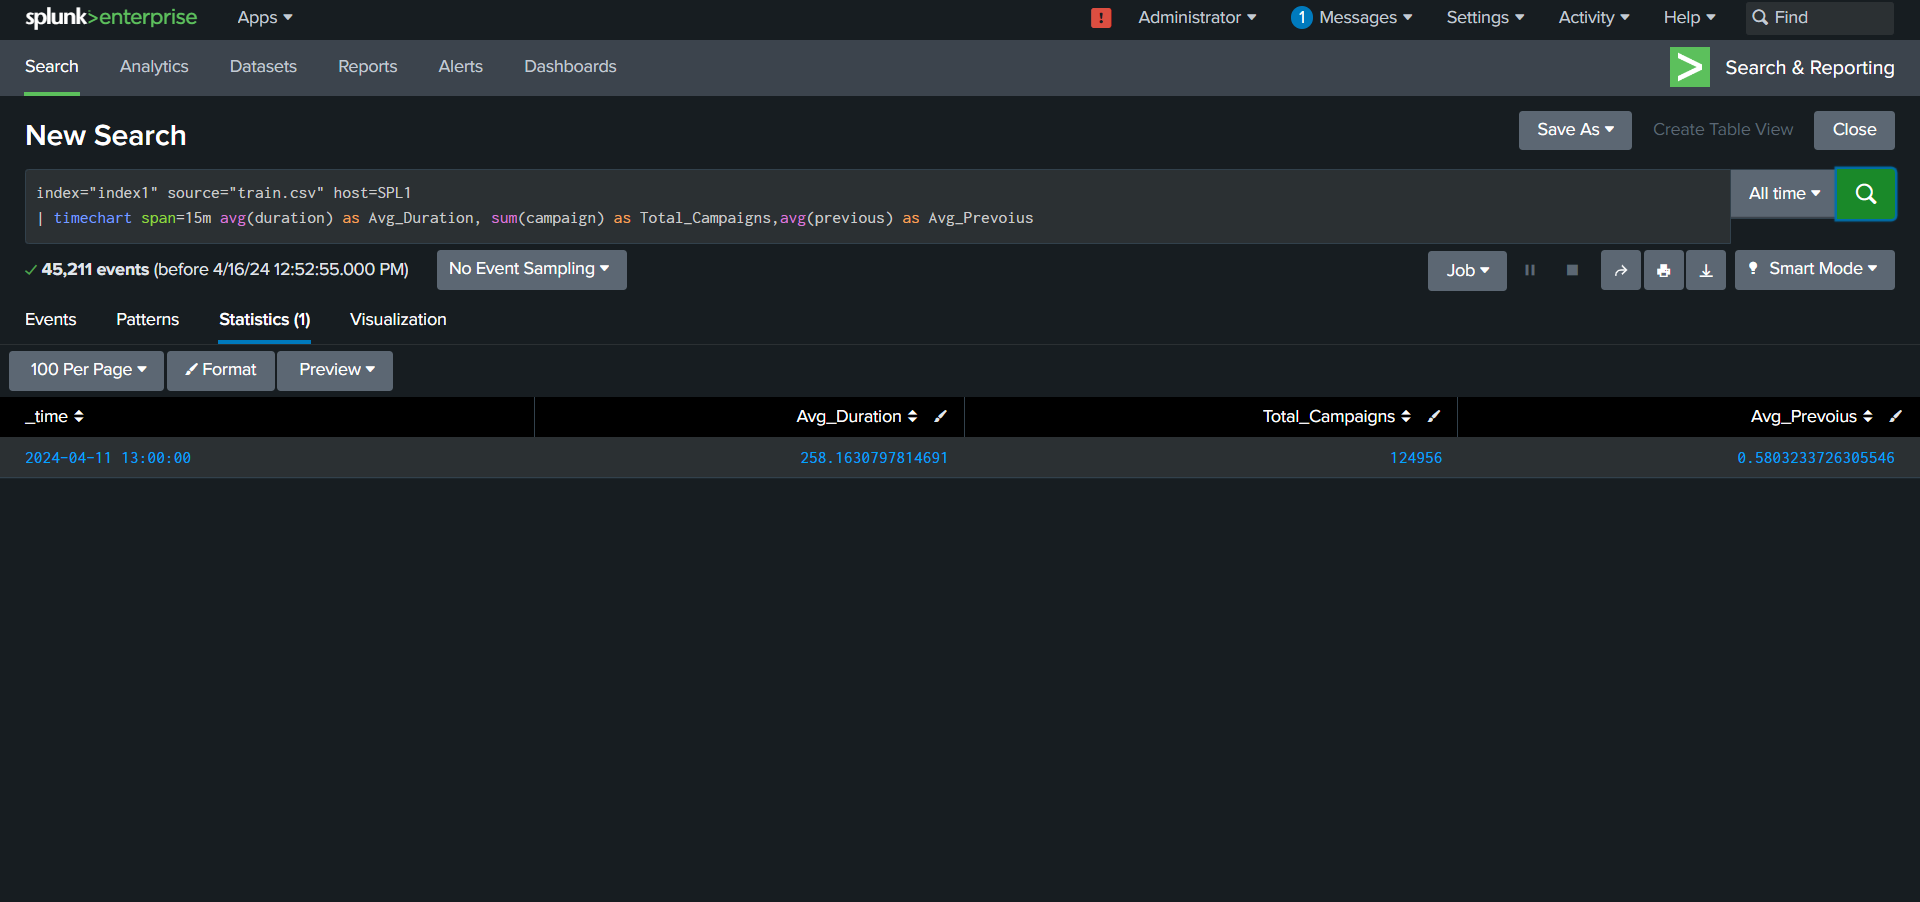 splunk>enterprise Apps ! Administrator 1 Messages Settings Activity Help Find
Search Analytics Datasets Reports Alerts Dashboards > Search & Reporting
New Search Save As Create Table View Close
index="index1" source="train.csv" host=SPL1 All time
| timechart span=15m avg(duration) as Avg_Duration, sum(campaign) as Total_Campaigns,avg(previous) as Avg_Prevoius
✓ 45,211 events (before 4/16/24 12:52:55.000 PM) No Event Sampling Job Smart Mode
Events Patterns Statistics (1) Visualization
100 Per Page Format Preview
_time Avg_Duration Total_Campaigns Avg_Prevoius
2024-04-11 13:00:00 258.1630797814691 124956 0.5803233726305546